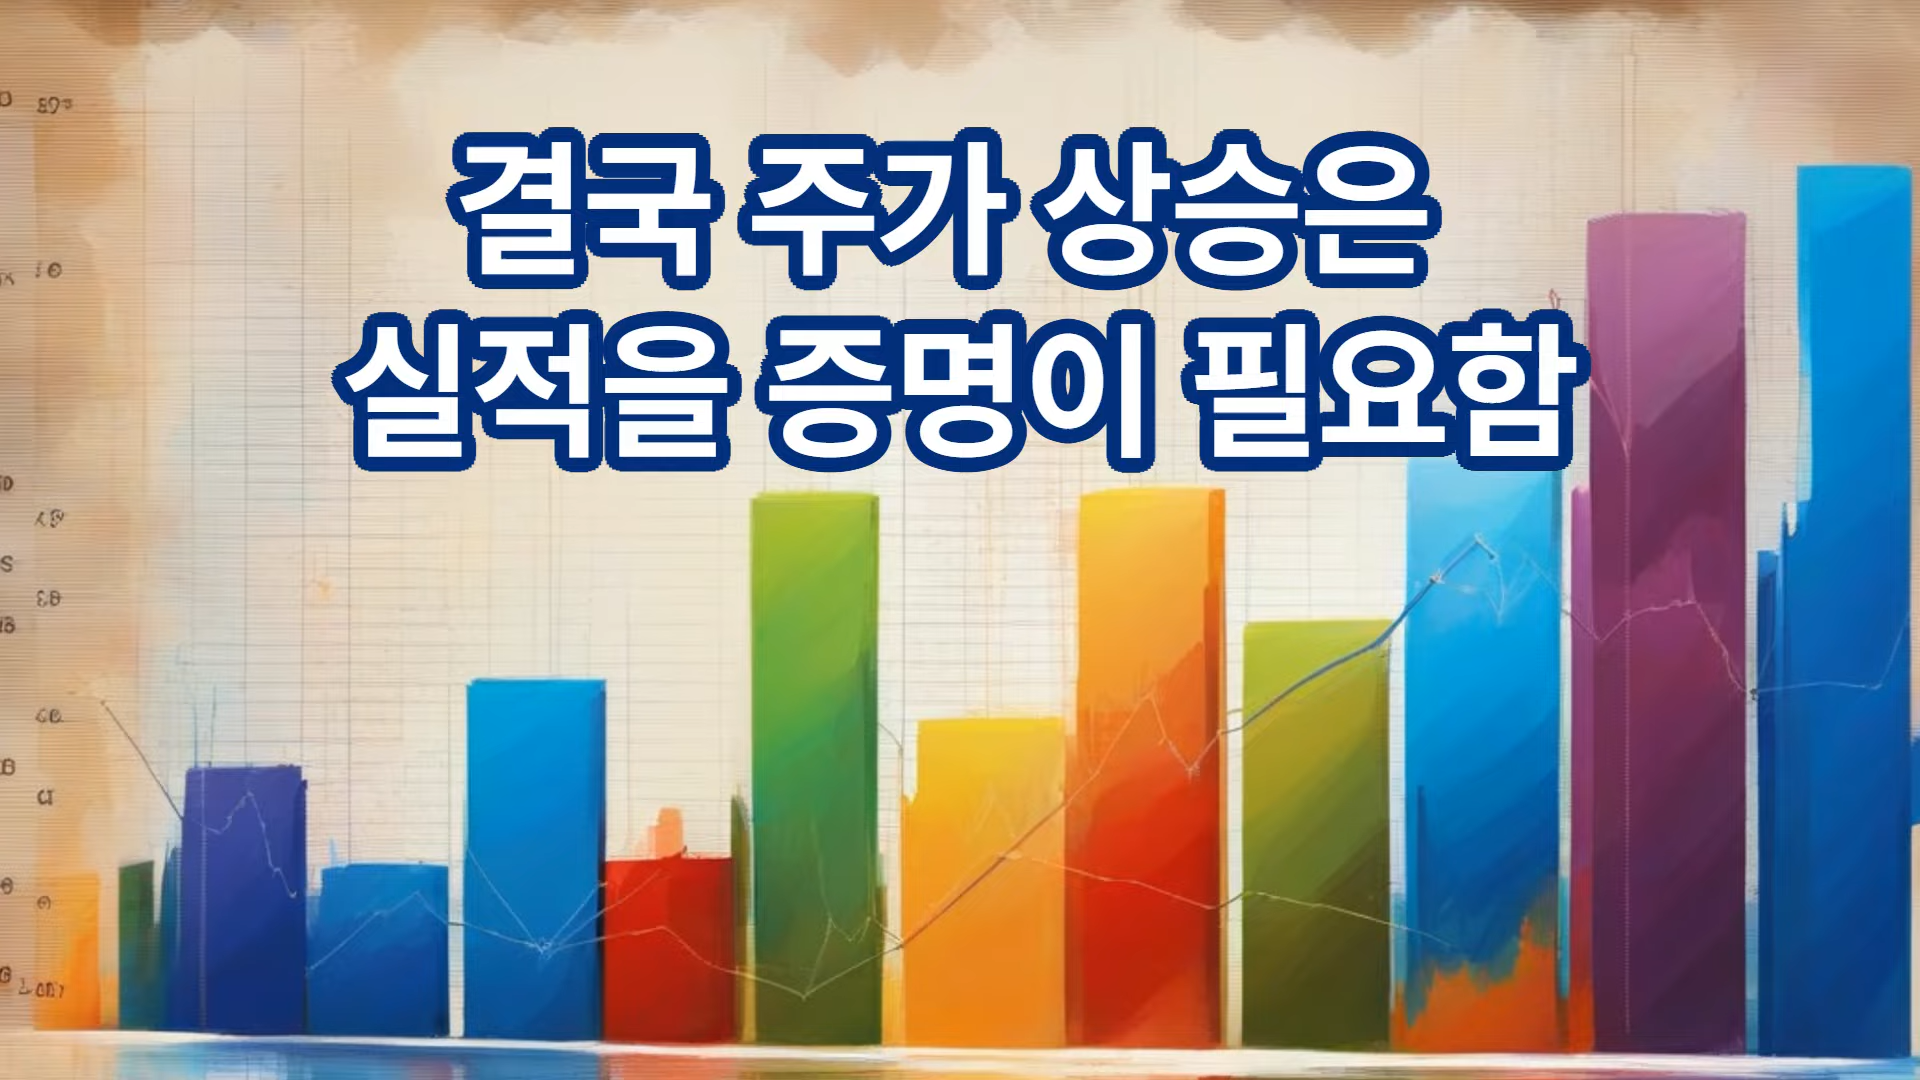 결국 주가 상승은
실적을 증명이 필요함